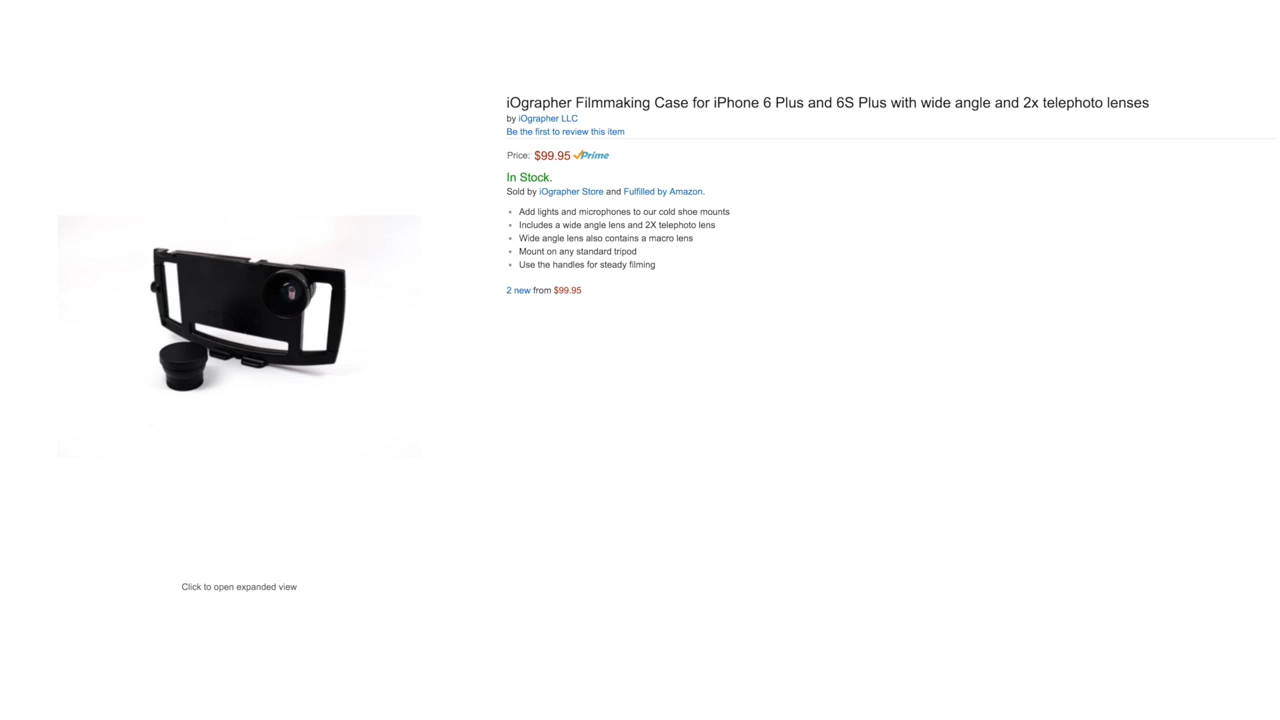 iOgrapher Filmmaking Case for iPhone 6 Plus and 6S Plus with wide angle and 2x telephoto lenses
by iOgrapher LLC
Be the first to review this item
Price: $99.95 Prime
In Stock.
Sold by iOgrapher Store and Fulfilled by Amazon.
Add lights and microphones to our cold shoe mounts
Includes a wide angle lens and 2X telephoto lens
Wide angle lens also contains a macro lens
Mount on any standard tripod
Use the handles for steady filming
2 new from $99.95
Click to open expanded view